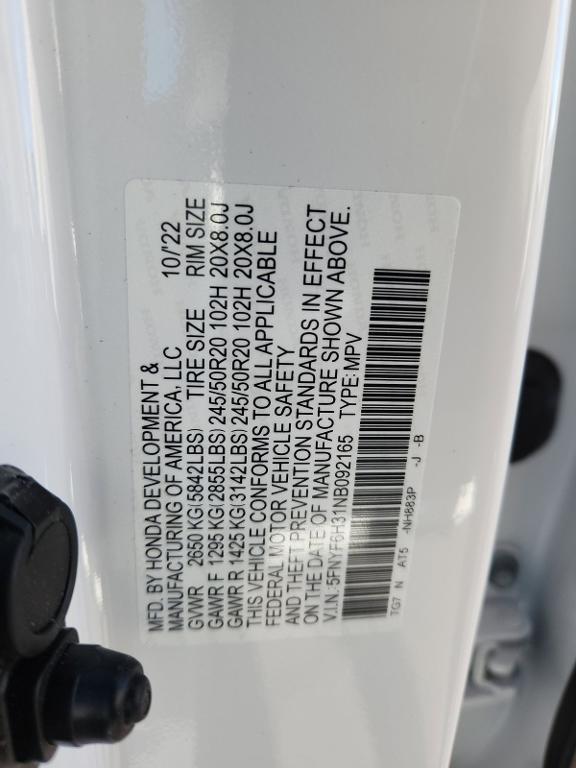 MFD. BY HONDA DEVELOPMENT &
MANUFACTURING OF AMERICA, LLC 10/'22
GVWR 2650 KG(5842LBS) TIRE SIZE RIM SIZE
GAWR F 1295 KG(2855LBS) 245/50R20 102H 20X8.0J
GAWR R 1425 KG(3142LBS) 245/50R20 102H 20X8.0J
THIS VEHICLE CONFORMS TO ALL APPLICABLE
FEDERAL MOTOR VEHICLE SAFETY
AND THEFT PREVENTION STANDARDS IN EFFECT
ON THE DATE OF MANUFACTURE SHOWN ABOVE.
V.I.N.:5FNYF6H31NB092165 TYPE:MPV
TG7 N AT5 -NH883P -J -B